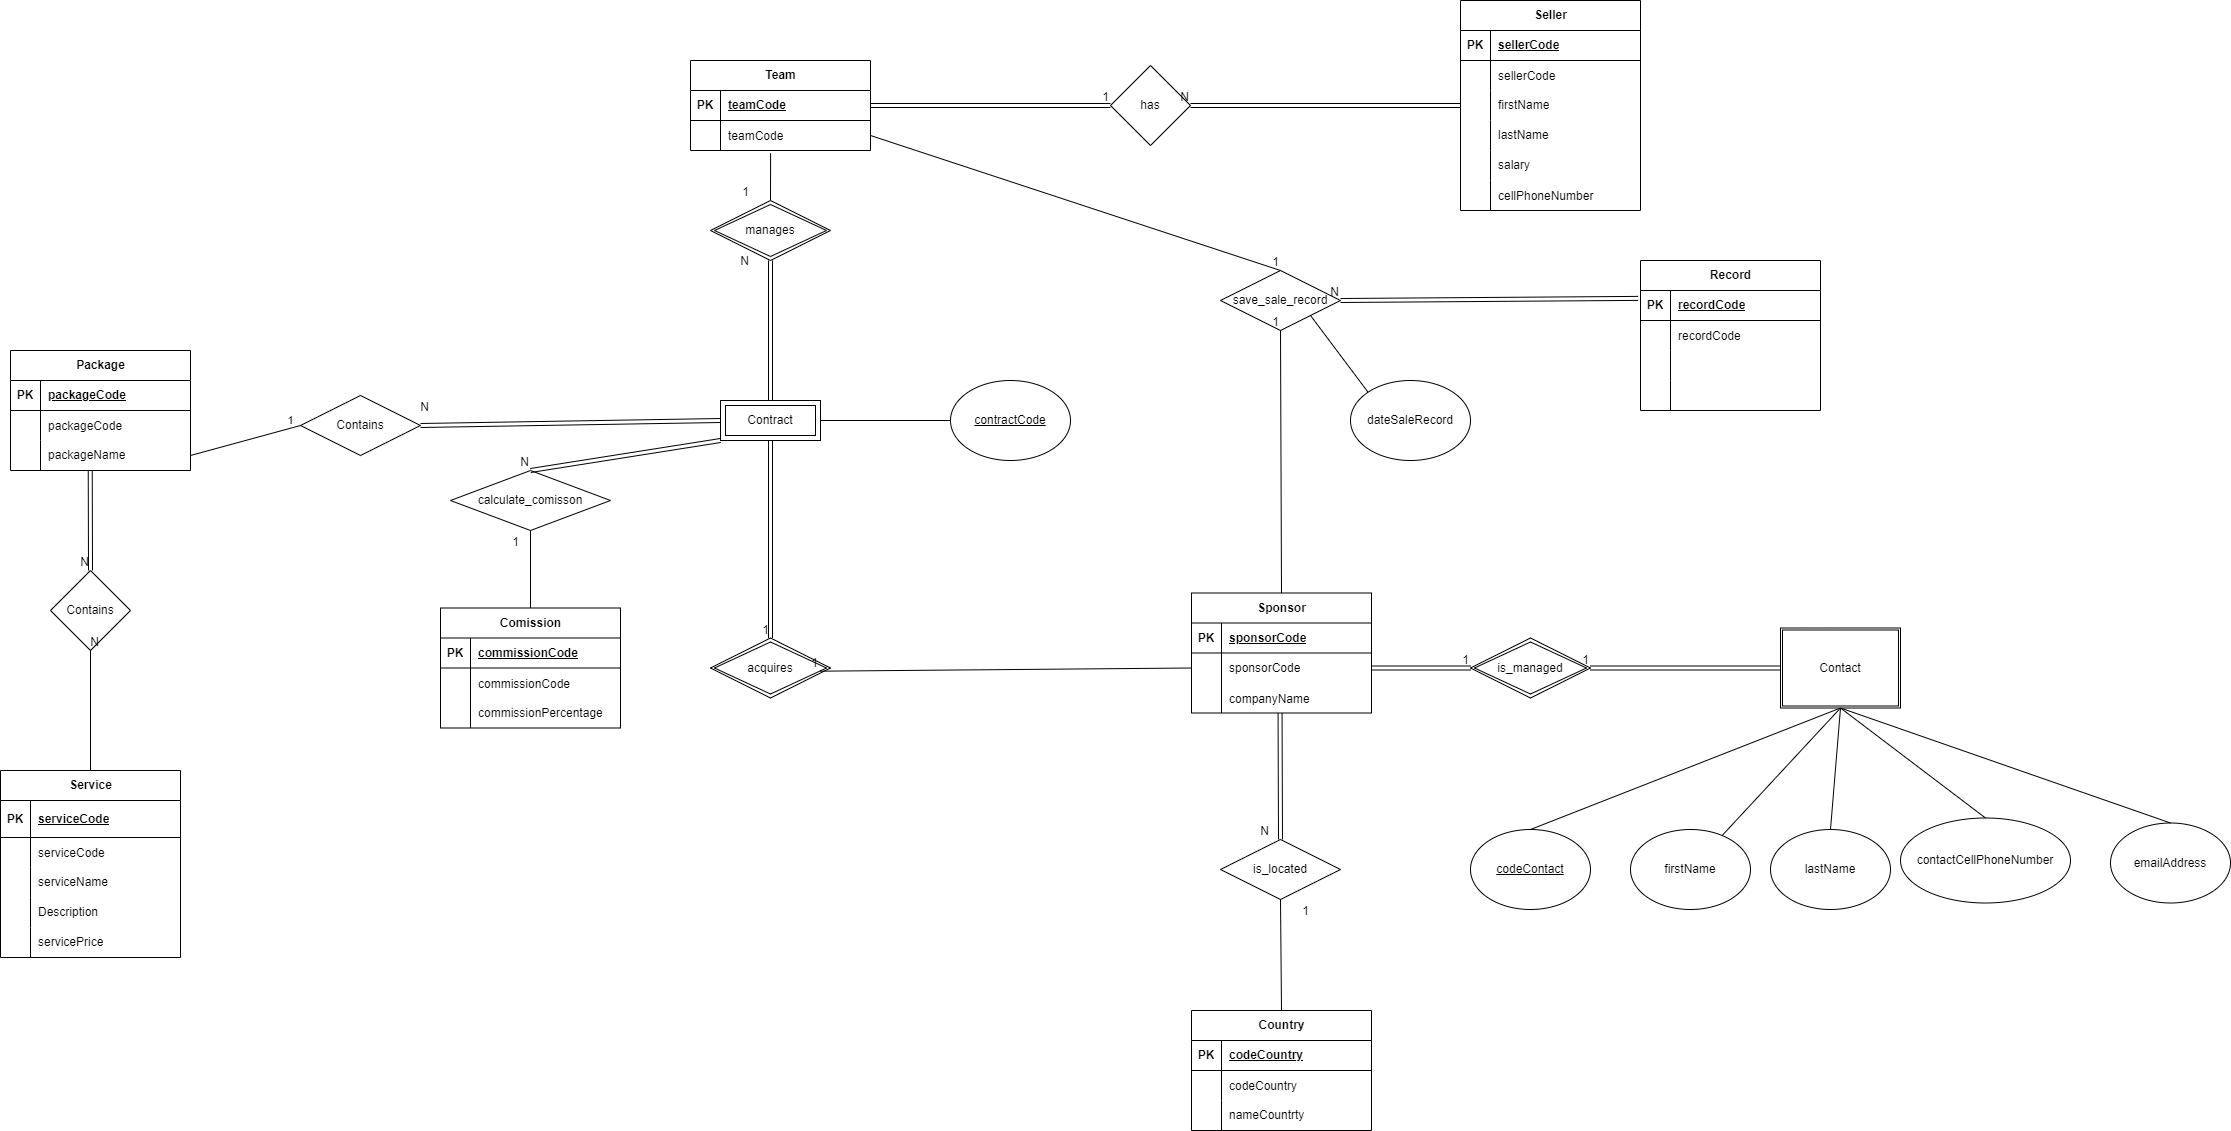 Seller
PK sellerCode
sellerCode
firstName
lastName
salary
cellPhoneNumber
Team
PK teamCode
teamCode
1
has
N
1
manages
N
1
save_sale_record
N
1
dateSaleRecord
Record
PK recordCode
recordCode
Package
PK packageCode
packageCode
packageName
1
Contains
N
Contract
contractCode
N
calculate_comisson
1
Comission
PK commissionCode
commissionCode
commissionPercentage
N
Contains
N
1
acquires
1
Sponsor
PK sponsorCode
sponsorCode
companyName
1
is_managed
1
Contact
Service
PK serviceCode
serviceCode
serviceName
Description
servicePrice
N
is_located
1
codeContact
firstName
lastName
contactCellPhoneNumber
emailAddress
Country
PK codeCountry
codeCountry
nameCountrty